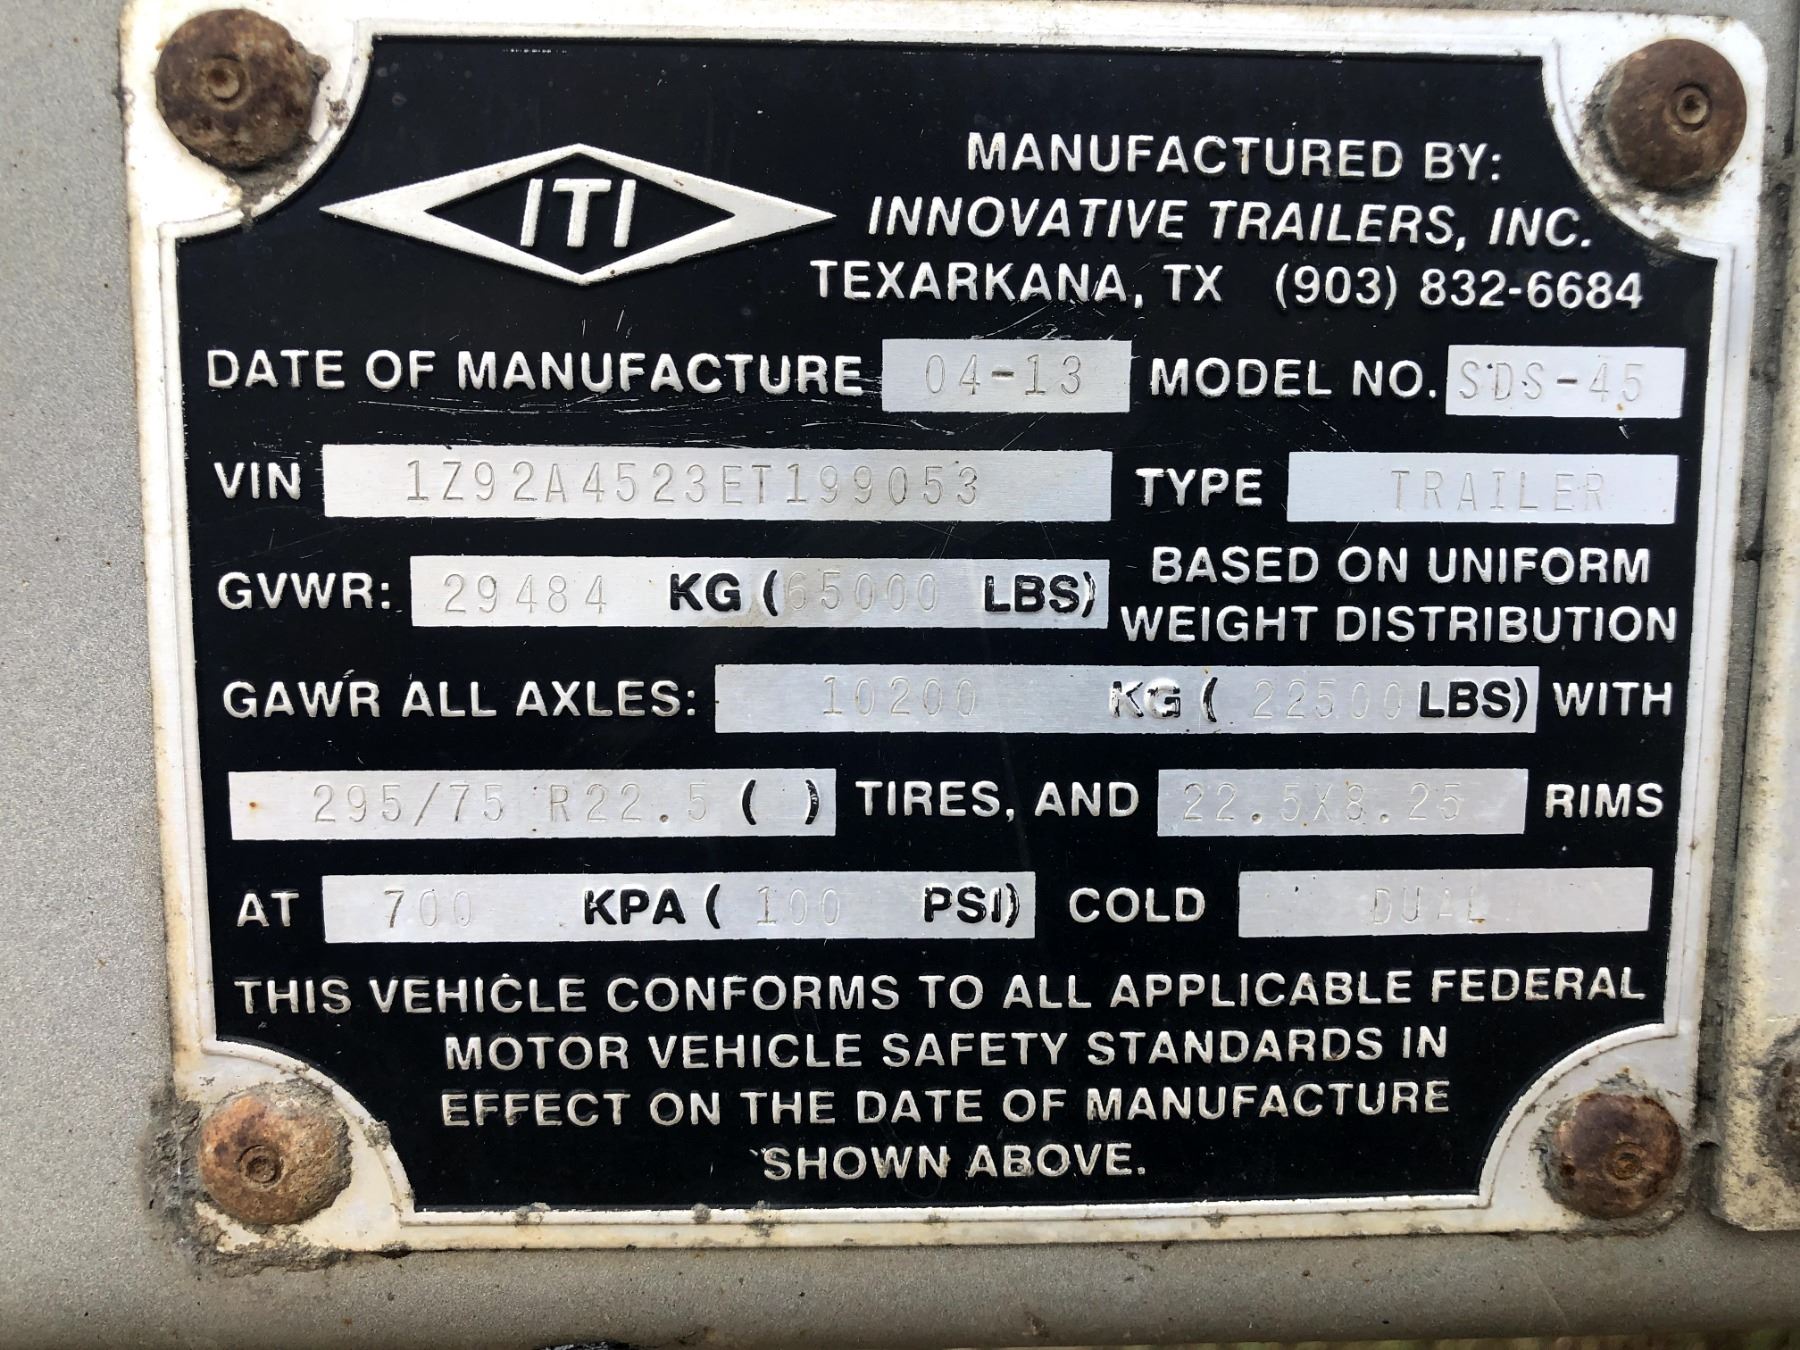 ITI
MANUFACTURED BY:
INNOVATIVE TRAILERS, INC.
TEXARKANA, TX (903) 832-6684
DATE OF MANUFACTURE 04-13 MODEL NO. SDS-45
VIN 1Z92A4523ET199053 TYPE TRAILER
GVWR: 29484 KG (65000 LBS) BASED ON UNIFORM
WEIGHT DISTRIBUTION
GAWR ALL AXLES: 10200 KG ( 22500 LBS) WITH
295/75 R22.5 ( ) TIRES, AND 22.5X8.25 RIMS
AT 700 KPA ( 100 PSI) COLD DUAL
THIS VEHICLE CONFORMS TO ALL APPLICABLE FEDERAL
MOTOR VEHICLE SAFETY STANDARDS IN
EFFECT ON THE DATE OF MANUFACTURE
SHOWN ABOVE.